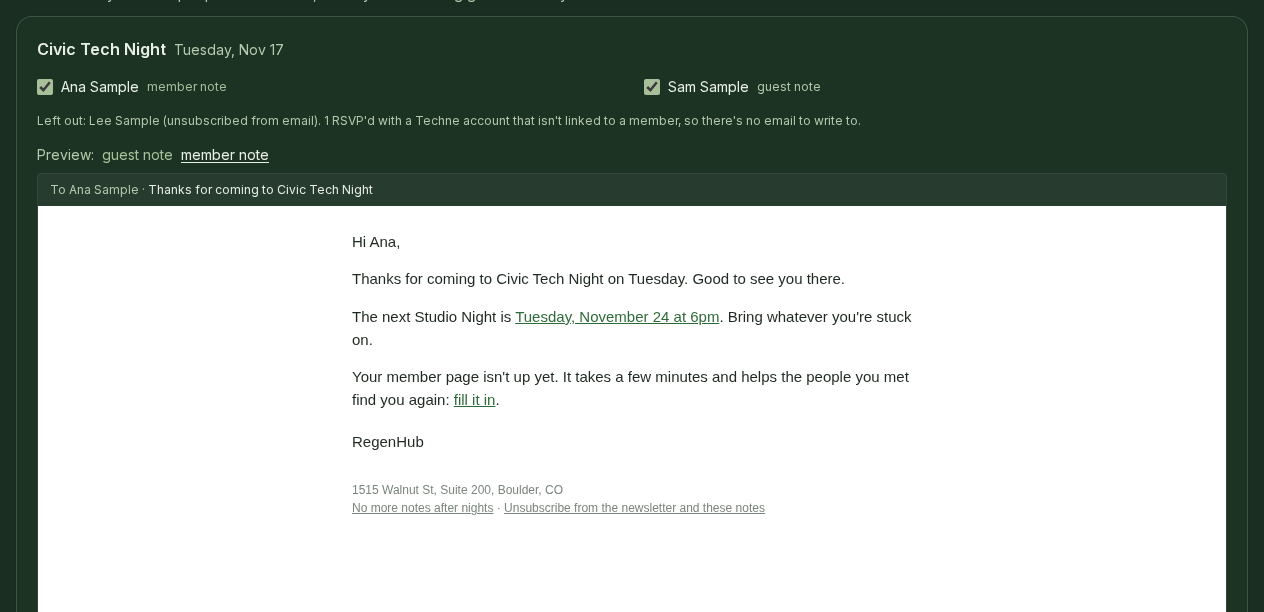 Civic Tech Night Tuesday, Nov 17
Ana Sample member note
Sam Sample guest note
Left out: Lee Sample (unsubscribed from email). 1 RSVP'd with a Techne account that isn't linked to a member, so there's no email to write to.
Preview: guest note member note
To Ana Sample · Thanks for coming to Civic Tech Night
Hi Ana,
Thanks for coming to Civic Tech Night on Tuesday. Good to see you there.
The next Studio Night is Tuesday, November 24 at 6pm. Bring whatever you're stuck
on.
Your member page isn't up yet. It takes a few minutes and helps the people you met
find you again: fill it in.
RegenHub
1515 Walnut St, Suite 200, Boulder, CO
No more notes after nights · Unsubscribe from the newsletter and these notes